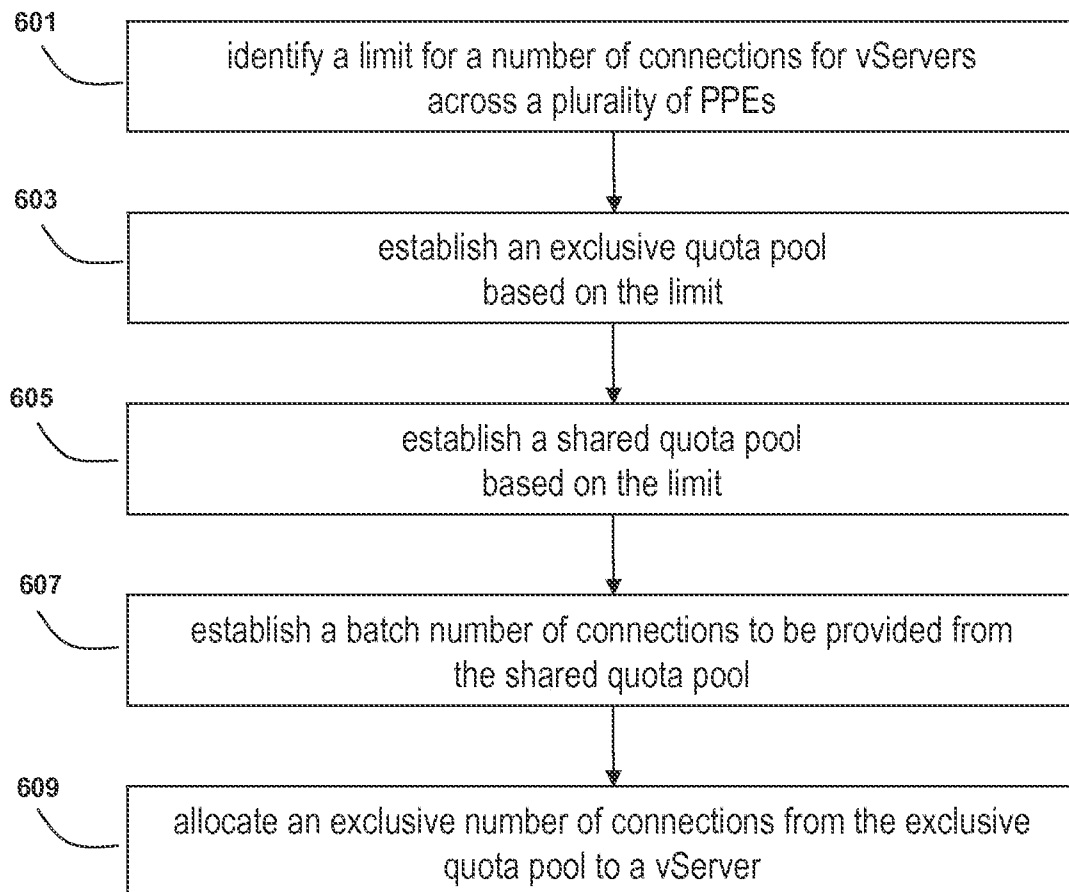 601
identify a limit for a number of connections for vServers
across a plurality of PPEs
603
establish an exclusive quota pool
based on the limit
605
establish a shared quota pool
based on the limit
607
establish a batch number of connections to be provided from
the shared quota pool
609
allocate an exclusive number of connections from the exclusive
quota pool to a vServer